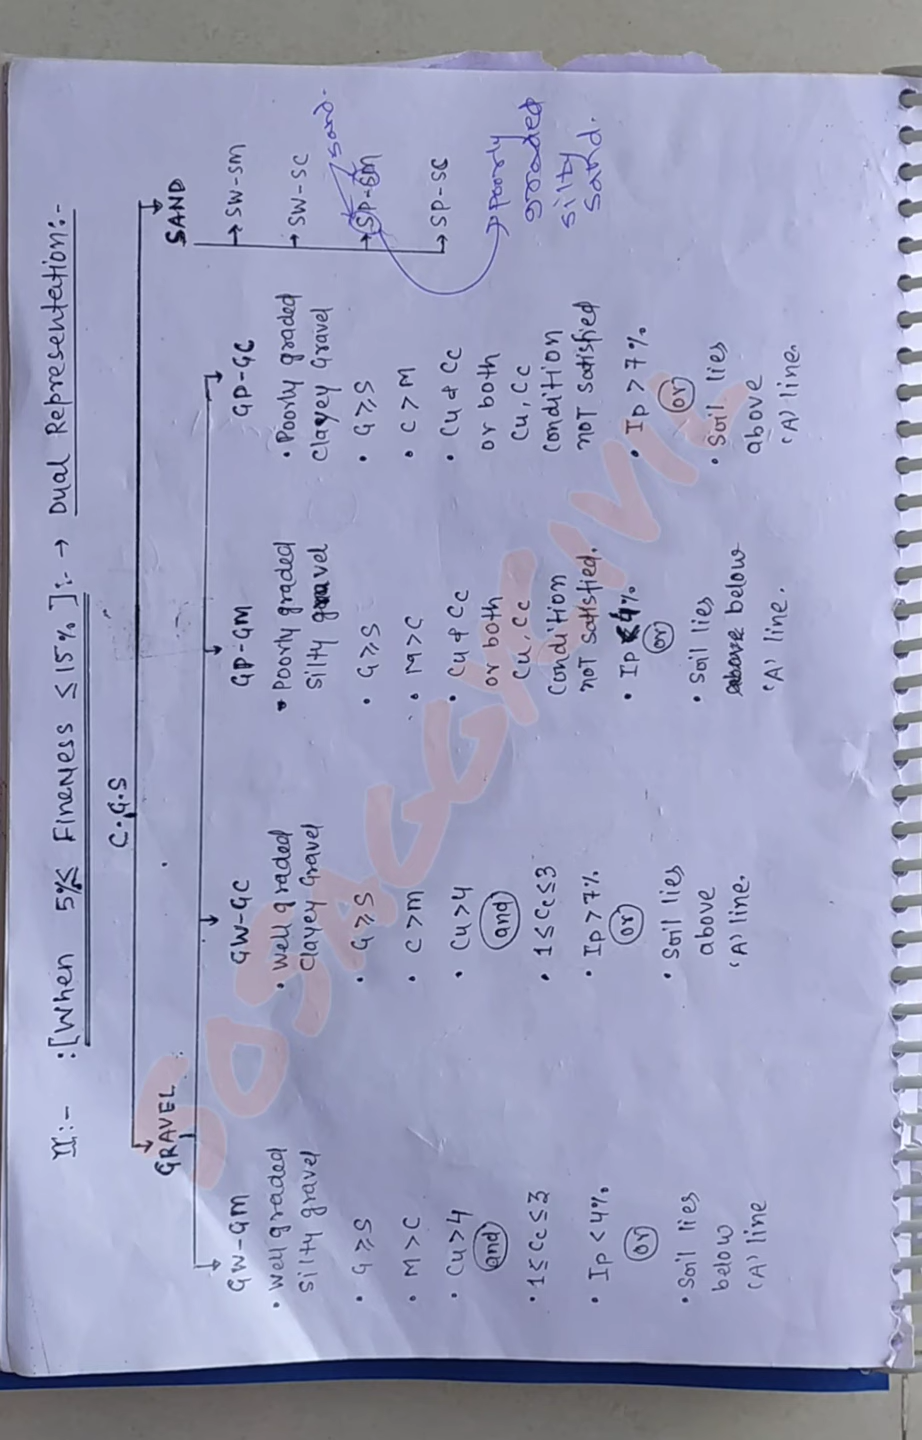 II:- :[When 5% ≤ Fineness ≤ 15%]:- → Dual Representation:-
C.G.S
GRAVEL
SAND
GW-GM
• Well graded
silty gravel
• G ≥ S
• M > C
• Cu > 4
and
• 1 ≤ Cc ≤ 3
• Ip < 4%
or
• Soil lies
below
'A' line
GW-GC
• Well graded
Clayey Gravel
• G ≥ S
• C > M
• Cu > 4
and
• 1 ≤ Cc ≤ 3
• Ip > 7%
or
• Soil lies
above
'A' line.
GP-GM
• Poorly graded
silty gravel
• G ≥ S
• M > C
• Cu & Cc
or both
Cu, Cc
Condition
not satisfied.
• Ip < 4%
or
• Soil lies
above below
'A' line.
GP-GC
• Poorly graded
Clayey Gravel
• G ≥ S
• C > M
• Cu & Cc
or both
Cu, Cc
Condition
noT satisfied
• Ip > 7%
or
• Soil lies
above
'A' line.
→ SW-SM
→ SW-SC
→ SP-SM
→ SP-SC
sand.
→ Poorly
graded
silty
sand.